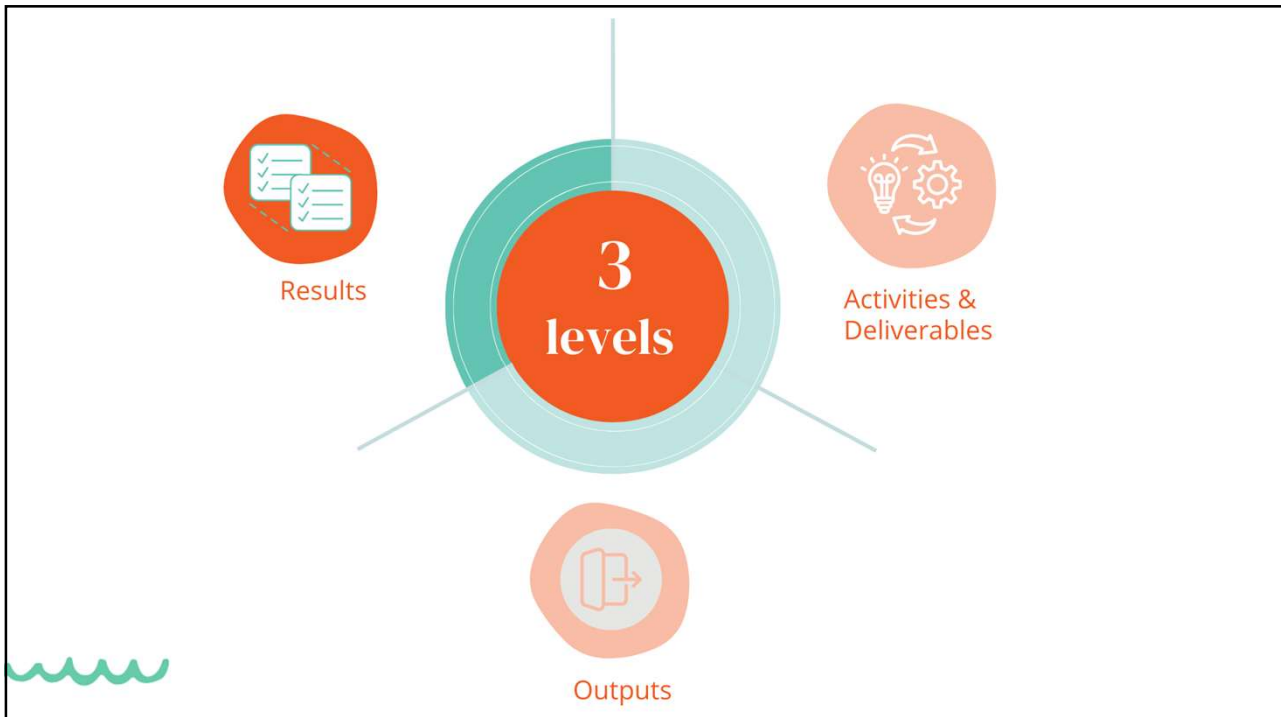 Results
3
levels
Activities &
Deliverables
Outputs